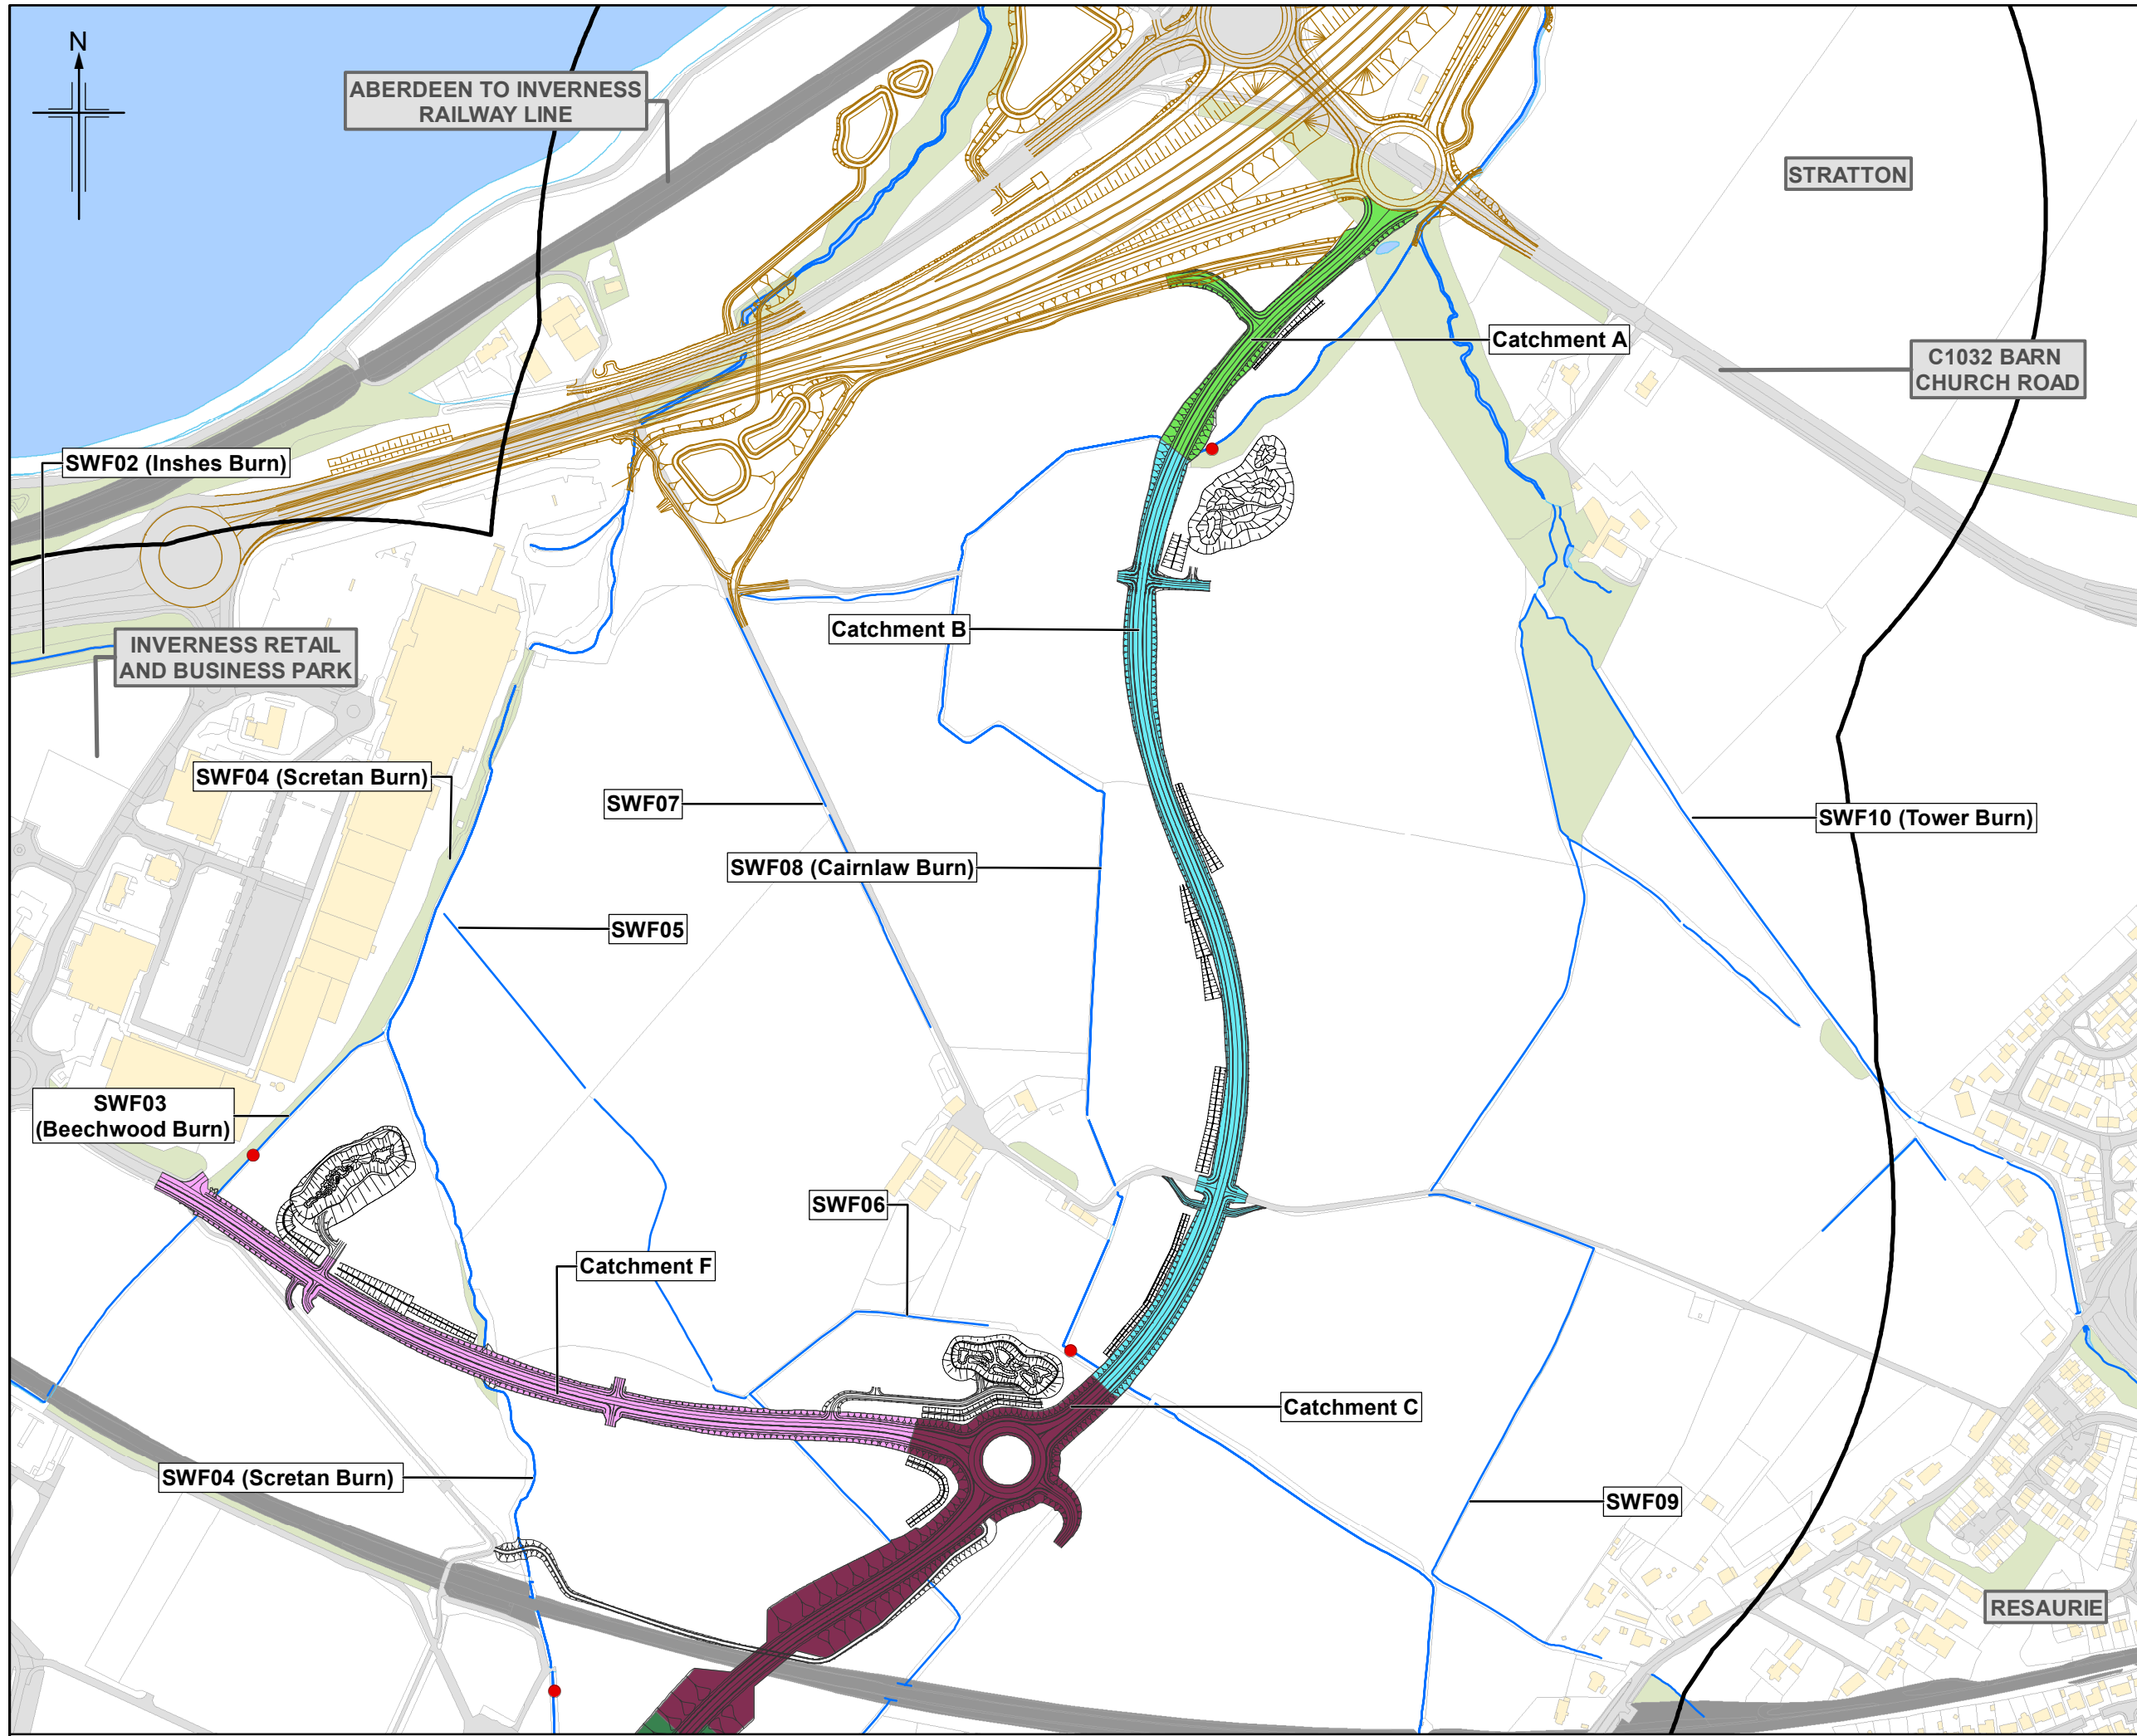 N
ABERDEEN TO INVERNESS
RAILWAY LINE
STRATTON
Catchment A
C1032 BARN
CHURCH ROAD
SWF02 (Inshes Burn)
Catchment B
INVERNESS RETAIL
AND BUSINESS PARK
SWF04 (Scretan Burn)
SWF07
SWF10 (Tower Burn)
SWF08 (Cairnlaw Burn)
SWF05
SWF03
(Beechwood Burn)
SWF06
Catchment F
Catchment C
SWF04 (Scretan Burn)
SWF09
RESAURIE